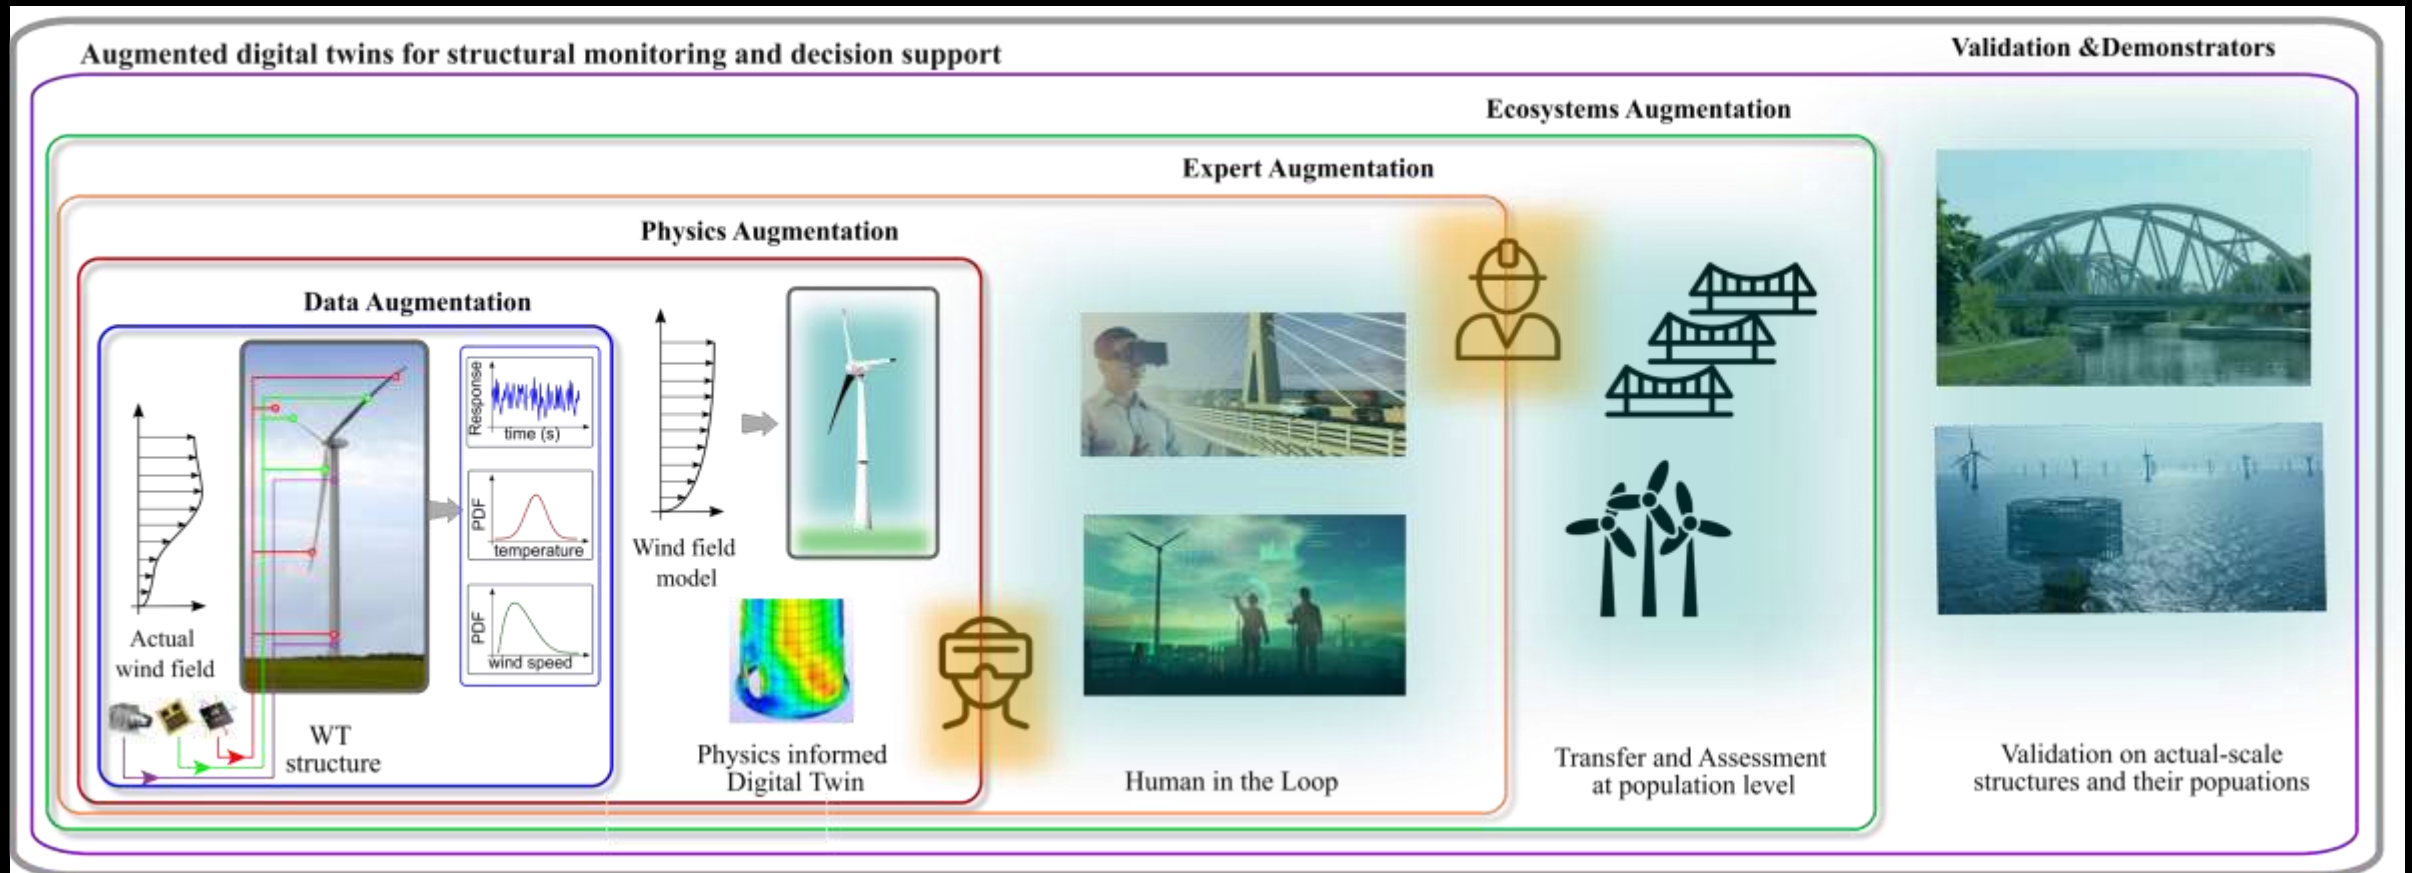 Augmented digital twins for structural monitoring and decision support
Validation &Demonstrators
Ecosystems Augmentation
Expert Augmentation
Physics Augmentation
Data Augmentation
Response
time (s)
PDF
temperature
PDF
wind speed
Actual
wind field
WT
structure
Wind field
model
Physics informed
Digital Twin
Human in the Loop
Transfer and Assessment
at population level
Validation on actual-scale
structures and their popuations